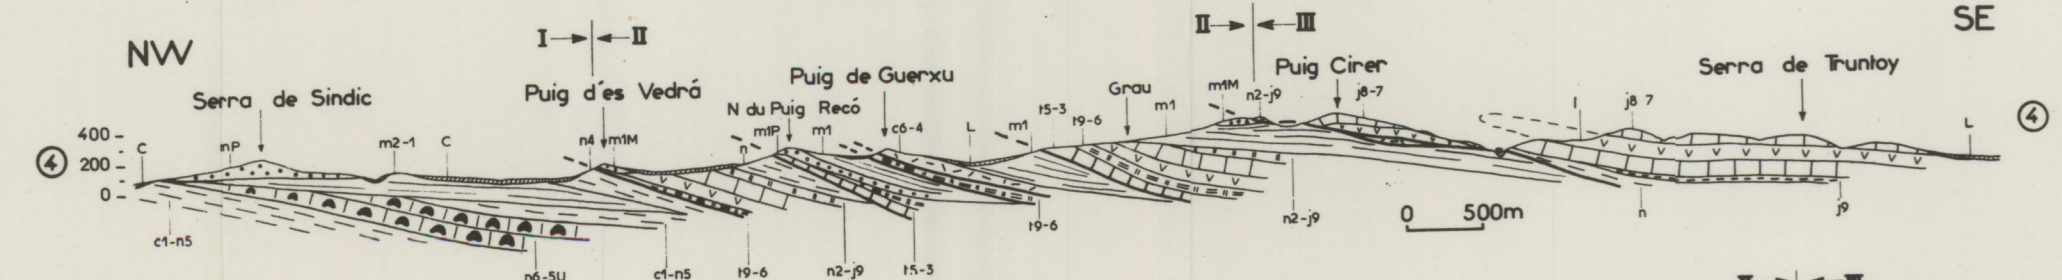 NW
SE
I II
II III
Serra de Sindic
Puig d'es Vedrá
N du Puig Recó
Puig de Guerxu
Grau
Puig Cirer
Serra de Truntoy
4
400
200
0
C
nP
m2-1
C
n4
m1M
n
m1P
m1
c6-4
L
m1
t5-3
t9-6
m1
m1M
n2-j9
j8-7
l
j8 7
L
4
c1-n5
n6-5U
c1-n5
t9-6
n2-j9
t5-3
t9-6
n2-j9
0 500m
n
j9